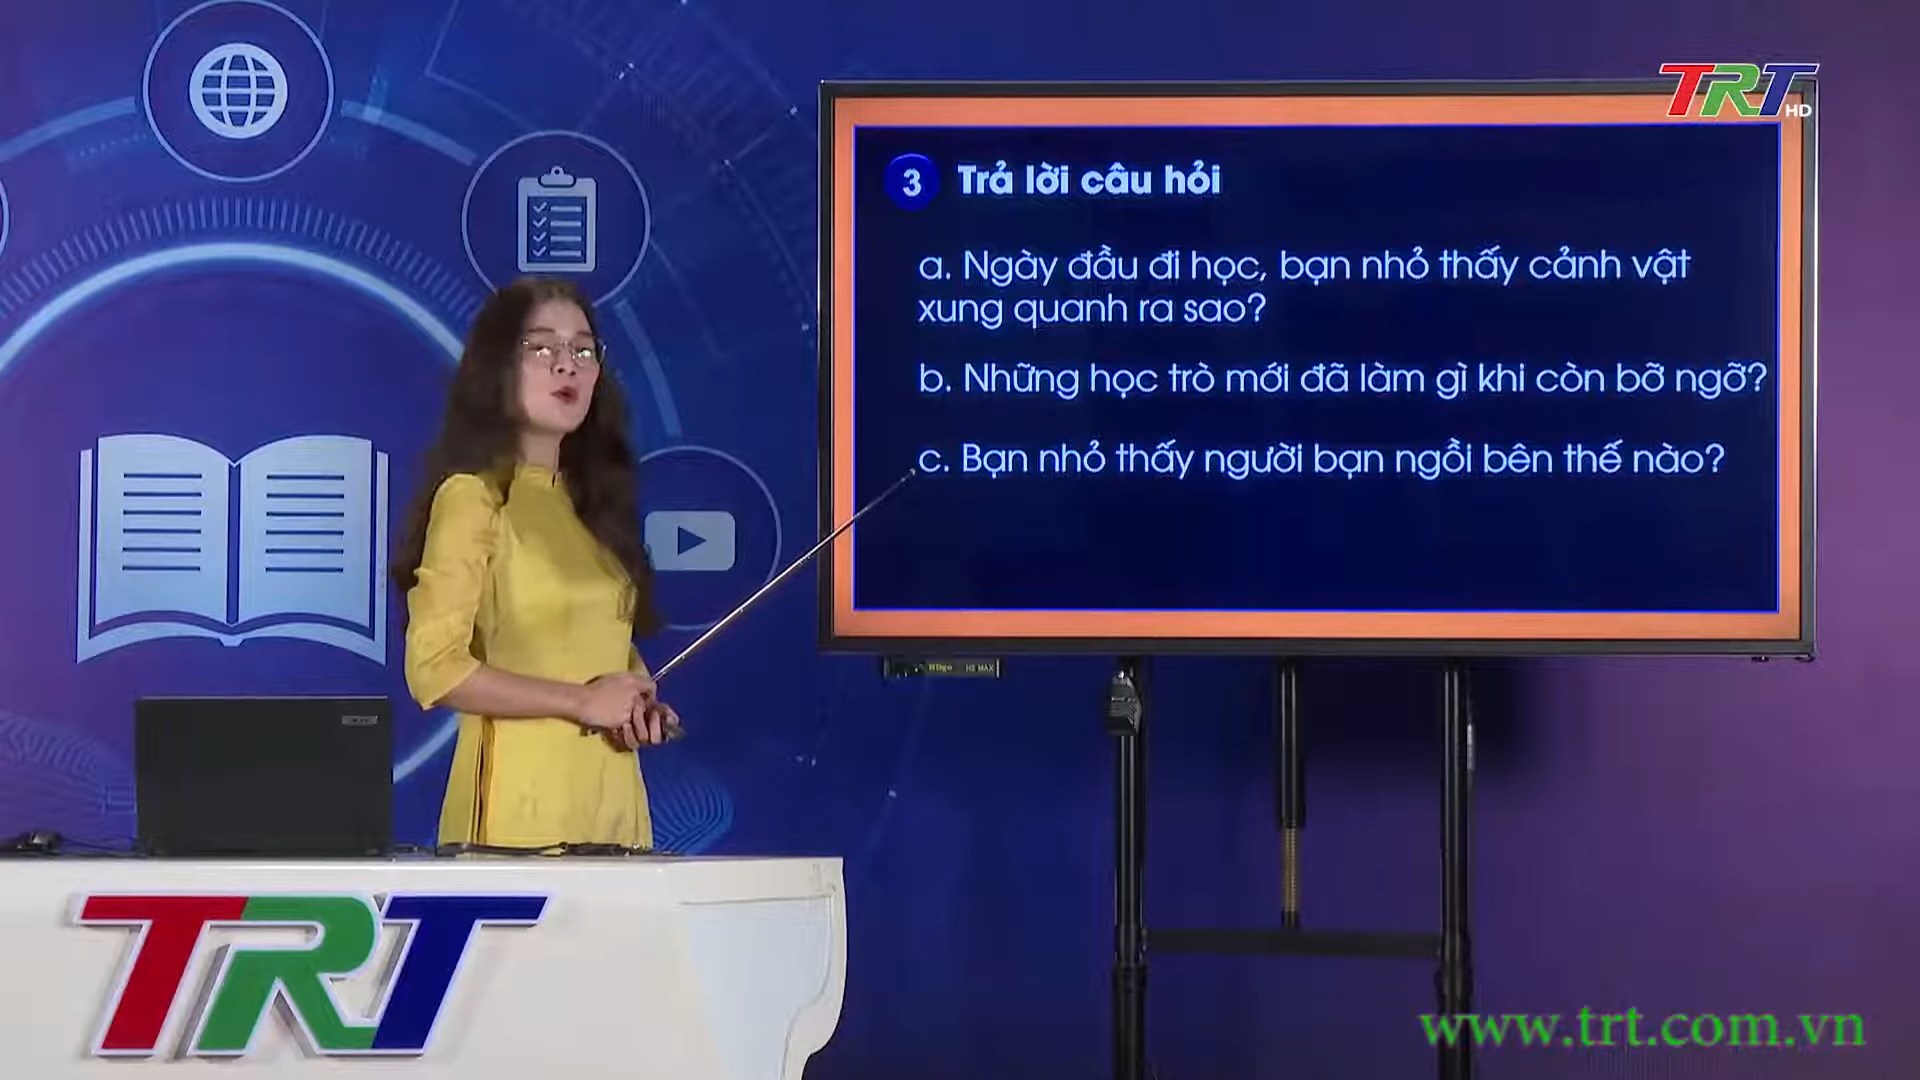 TRT HD
3 Trả lời câu hỏi
a. Ngày đầu đi học, bạn nhỏ thấy cảnh vật
xung quanh ra sao?
b. Những học trò mới đã làm gì khi còn bỡ ngỡ?
c. Bạn nhỏ thấy người bạn ngồi bên thế nào?
H2 MAX
TRT
www.trt.com.vn